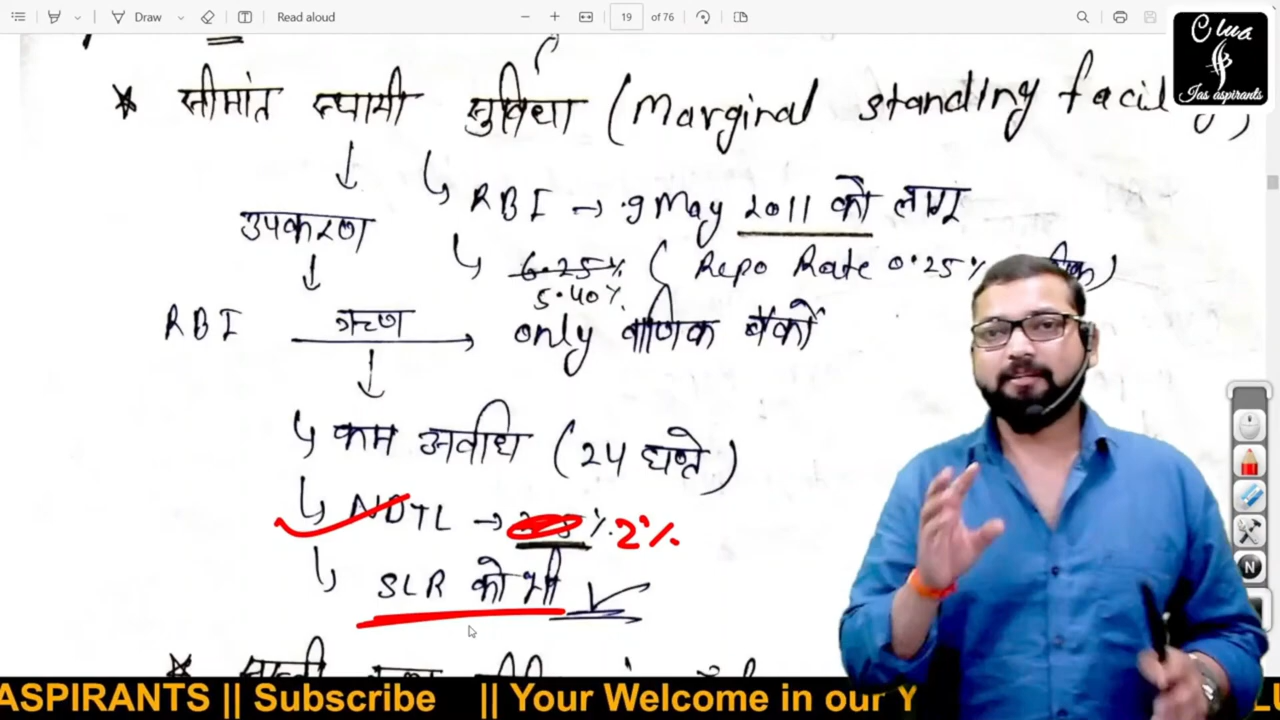 Draw
Read aloud
19 of 76
Clue
Ias aspirants
* सीमांत स्थायी सुविधा (Marginal standing facil
↳ RBI → 9 May 2011 को लागू
उपकरण
↳ 6.25% ( Repo Rate 0.25%
5.40%
RBI ऋण → only वाणिक बैंकों
↳ कम अवधि (24 घण्टे)
↳ NDTL → %. 2%
↳ SLR को भी
N
ASPIRANTS || Subscribe || Your Welcome in our Y